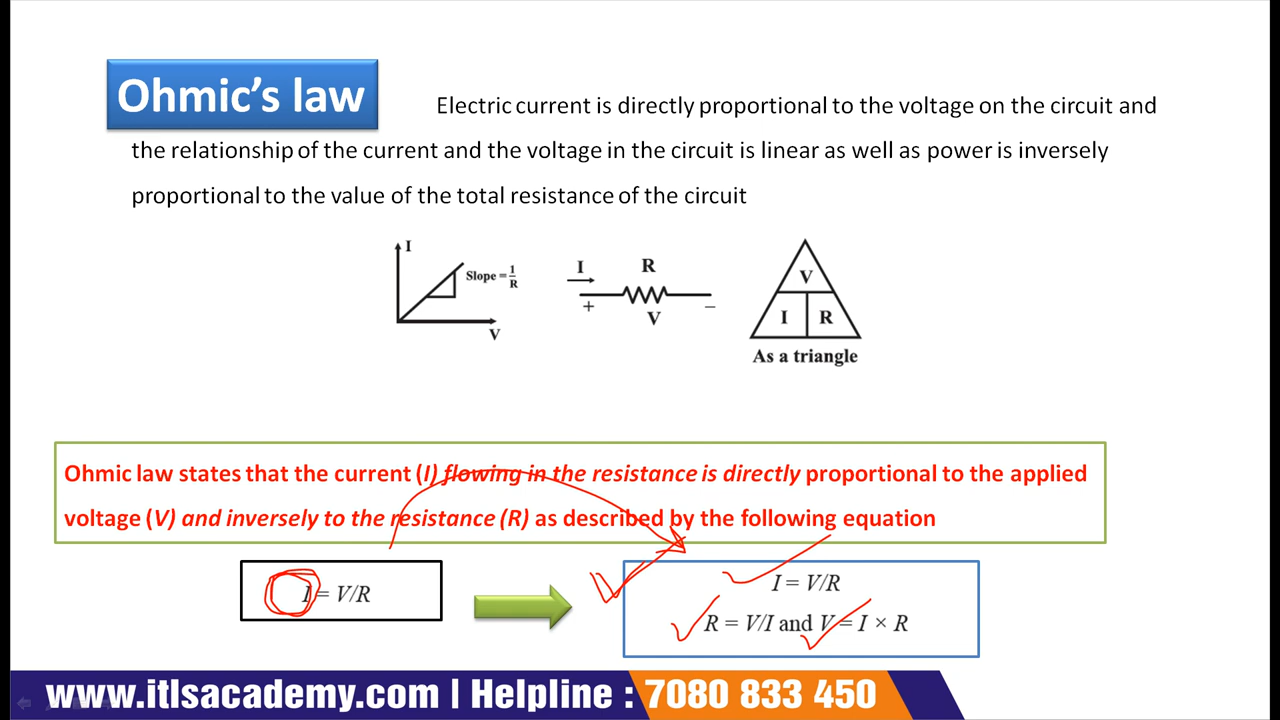 Ohmic's law
Electric current is directly proportional to the voltage on the circuit and
the relationship of the current and the voltage in the circuit is linear as well as power is inversely
proportional to the value of the total resistance of the circuit
I
Slope = 1/R
V
I
R
+
V
–
V
I
R
As a triangle
Ohmic law states that the current (I) flowing in the resistance is directly proportional to the applied
voltage (V) and inversely to the resistance (R) as described by the following equation
I = V/R
I = V/R
R = V/I and V = I × R
www.itlsacademy.com | Helpline : 7080 833 450